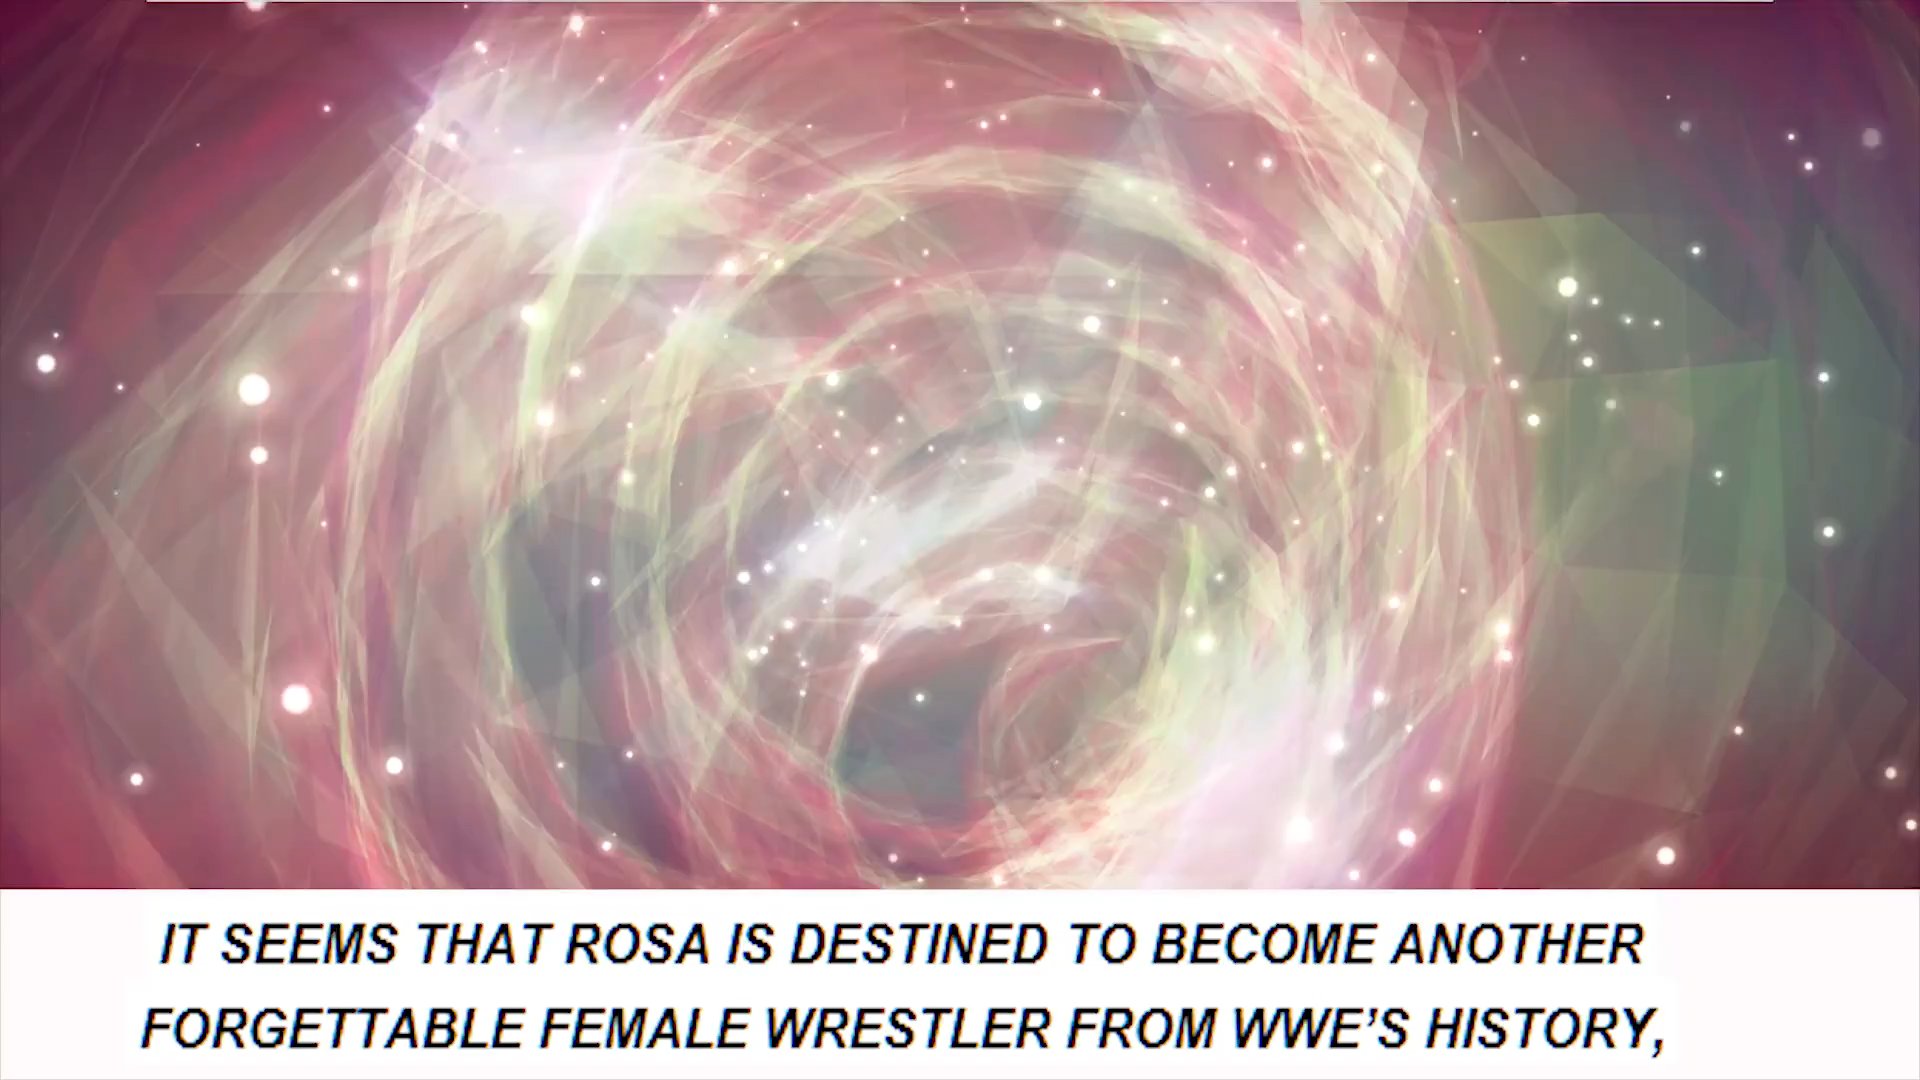 IT SEEMS THAT ROSA IS DESTINED TO BECOME ANOTHER
FORGETTABLE FEMALE WRESTLER FROM WWE’S HISTORY,